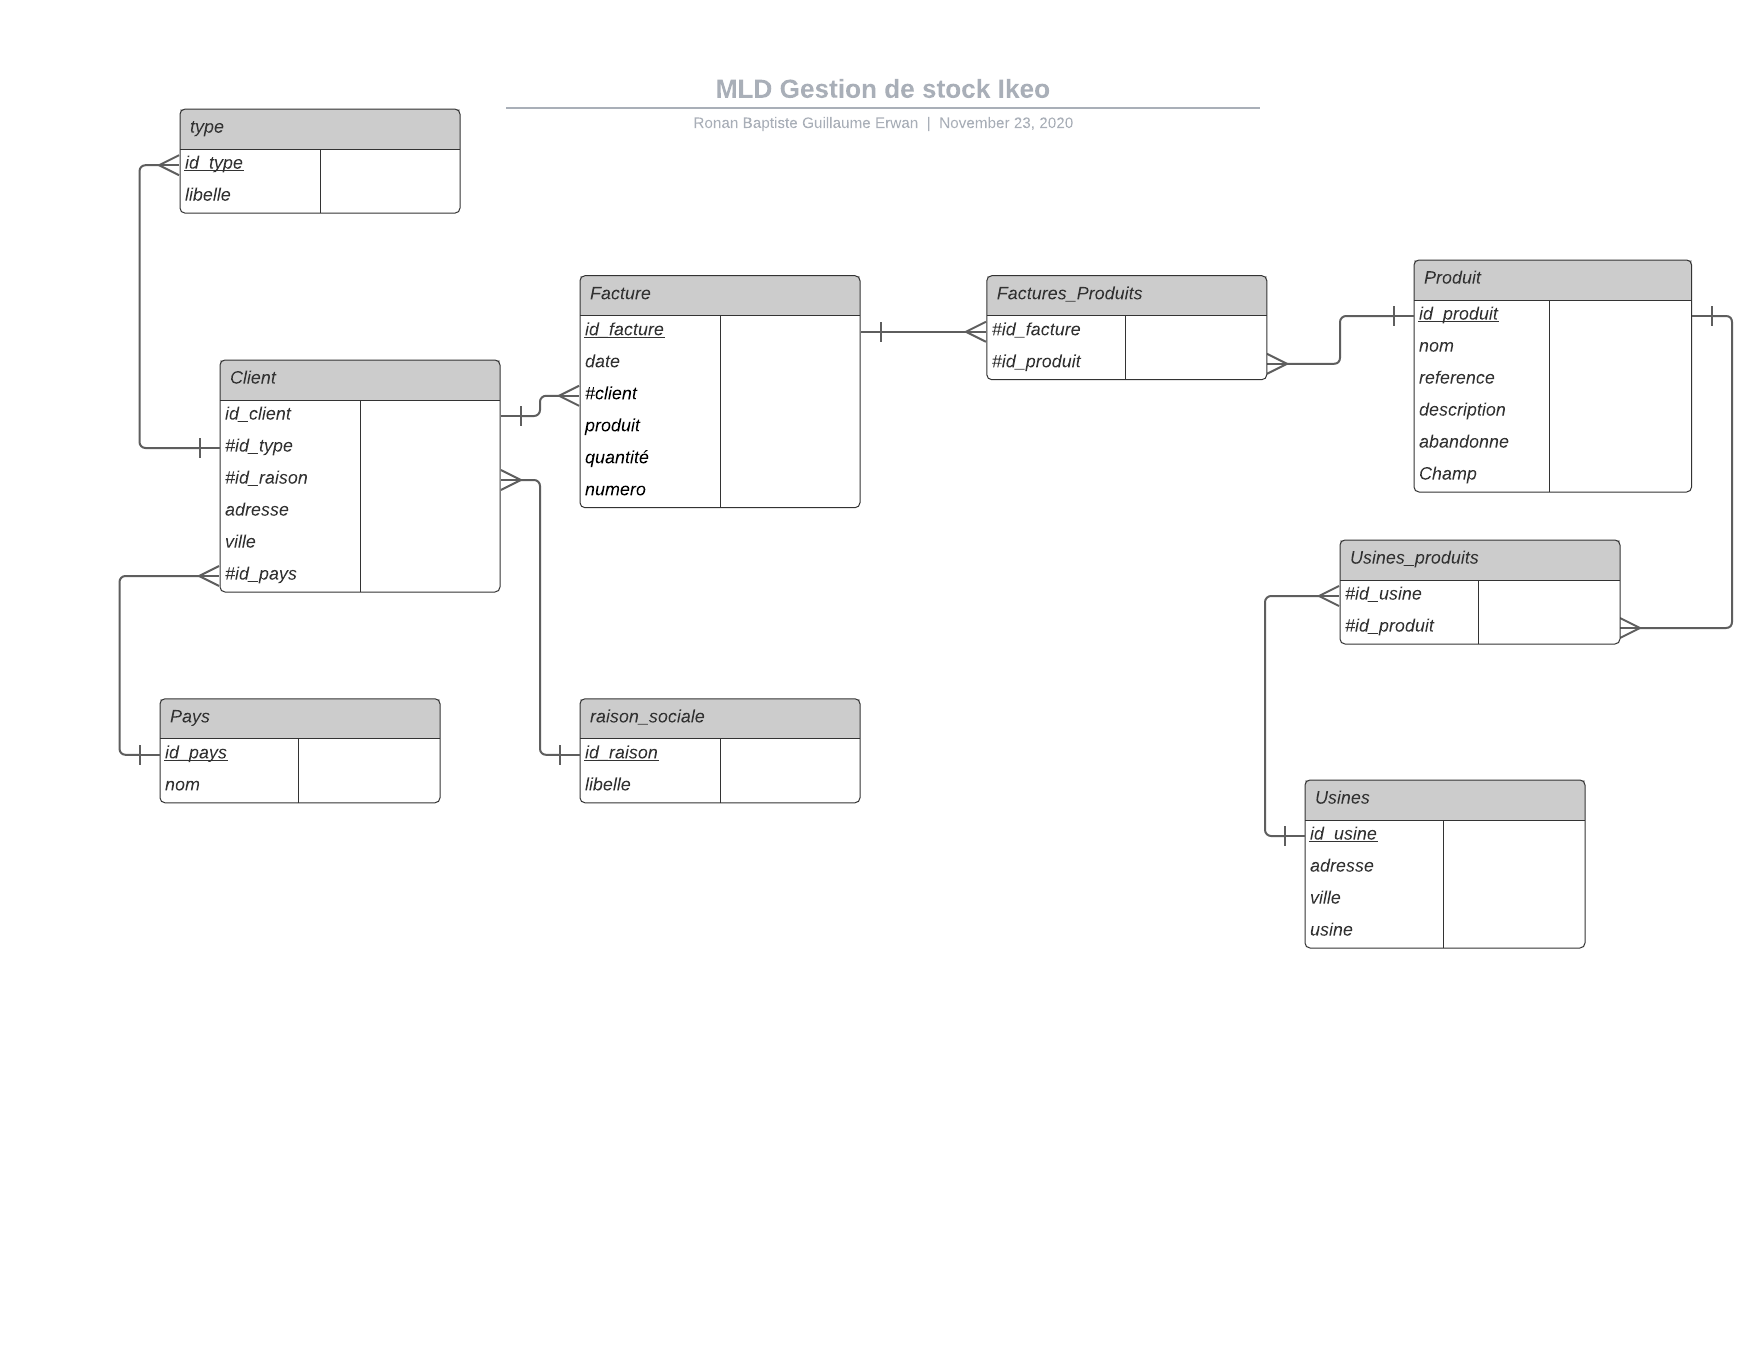 MLD Gestion de stock Ikeo
Ronan Baptiste Guillaume Erwan | November 23, 2020
type
id_type
libelle
Client
id_client
#id_type
#id_raison
adresse
ville
#id_pays
Pays
id_pays
nom
Facture
id_facture
date
#client
produit
quantité
numero
raison_sociale
id_raison
libelle
Factures_Produits
#id_facture
#id_produit
Produit
id_produit
nom
reference
description
abandonne
Champ
Usines_produits
#id_usine
#id_produit
Usines
id_usine
adresse
ville
usine